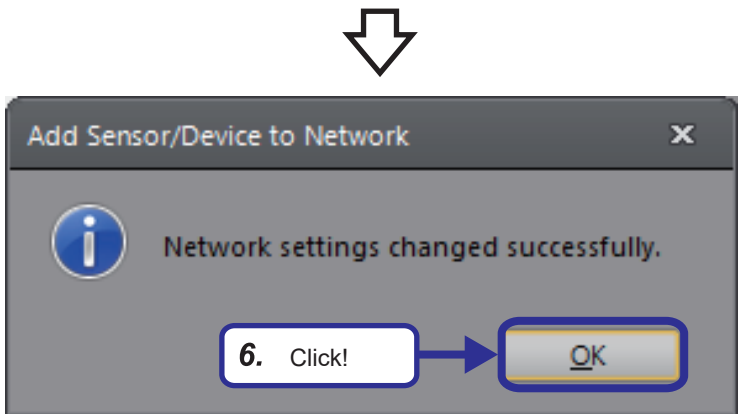 Add Sensor/Device to Network
Network settings changed successfully.
6. Click!
OK